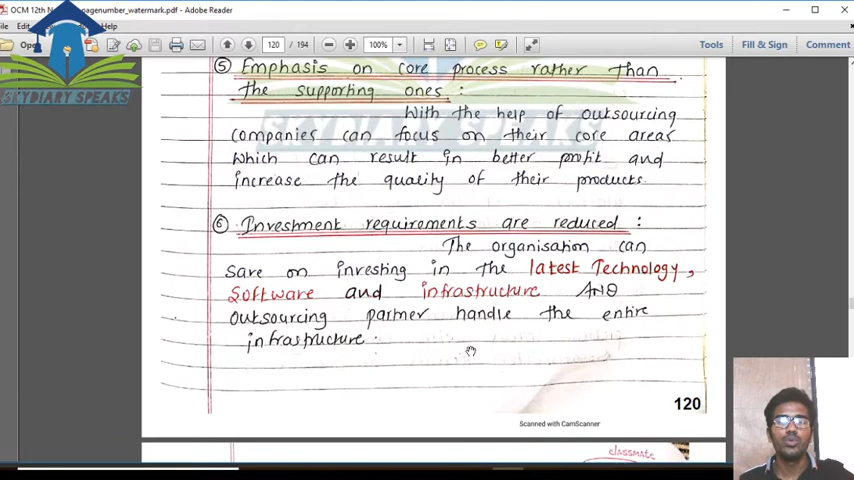 OCM 12th N pagenumber_watermark.pdf - Adobe Reader
File Edit Help
Open 120 / 194 100% Tools Fill & Sign Comment
SKYDIARY SPEAKS
⑤ Emphasis on core process rather than
the supporting ones :
With the help of outsourcing
companies can focus on their core areas
which can result in better profit and
increase the quality of their products.
⑥ Investment requirements are reduced :
The organisation can
save on investing in the latest Technology,
Software and infrastructure AND
outsourcing partner handle the entire
infrastructure.
120
Scanned with CamScanner
classmate